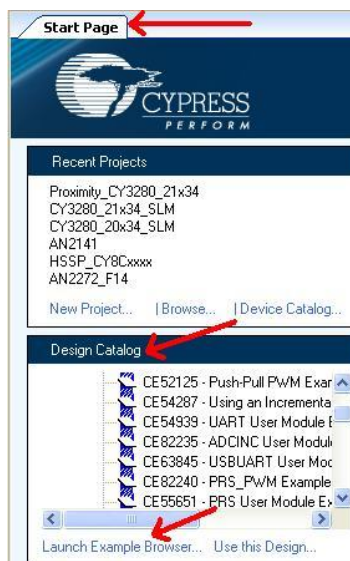 Start Page
CYPRESS
PERFORM
Recent Projects
Proximity_CY3280_21x34
CY3280_21x34_SLM
CY3280_20x34_SLM
AN2141
HSSP_CY8Cxxxx
AN2272_F14
New Project... | Browse... | Device Catalog...
Design Catalog
CE52125 - Push-Pull PWM Exar
CE54287 - Using an Incrementa
CE54939 - UART User Module E
CE82235 - ADCINC User Modul
CE63845 - USBUART User Moc
CE82240 - PRS_PWM Example
CE55651 - PRS User Module Ex
Launch Example Browser... Use this Design...